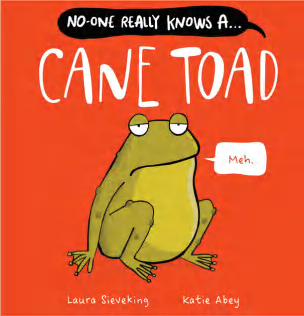 NO-ONE REALLY KNOWS A...
CANE TOAD
Meh.
Laura Sieveking Katie Abey